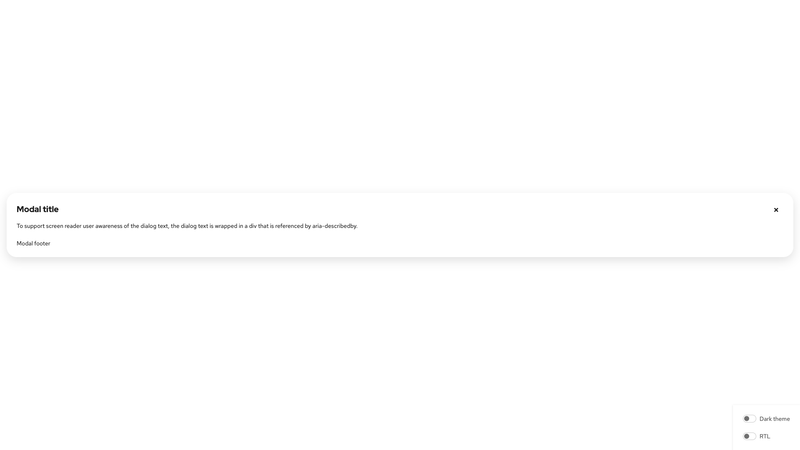 Modal title
To support screen reader user awareness of the dialog text, the dialog text is wrapped in a div that is referenced by aria-describedby.
Modal footer
Dark theme
RTL